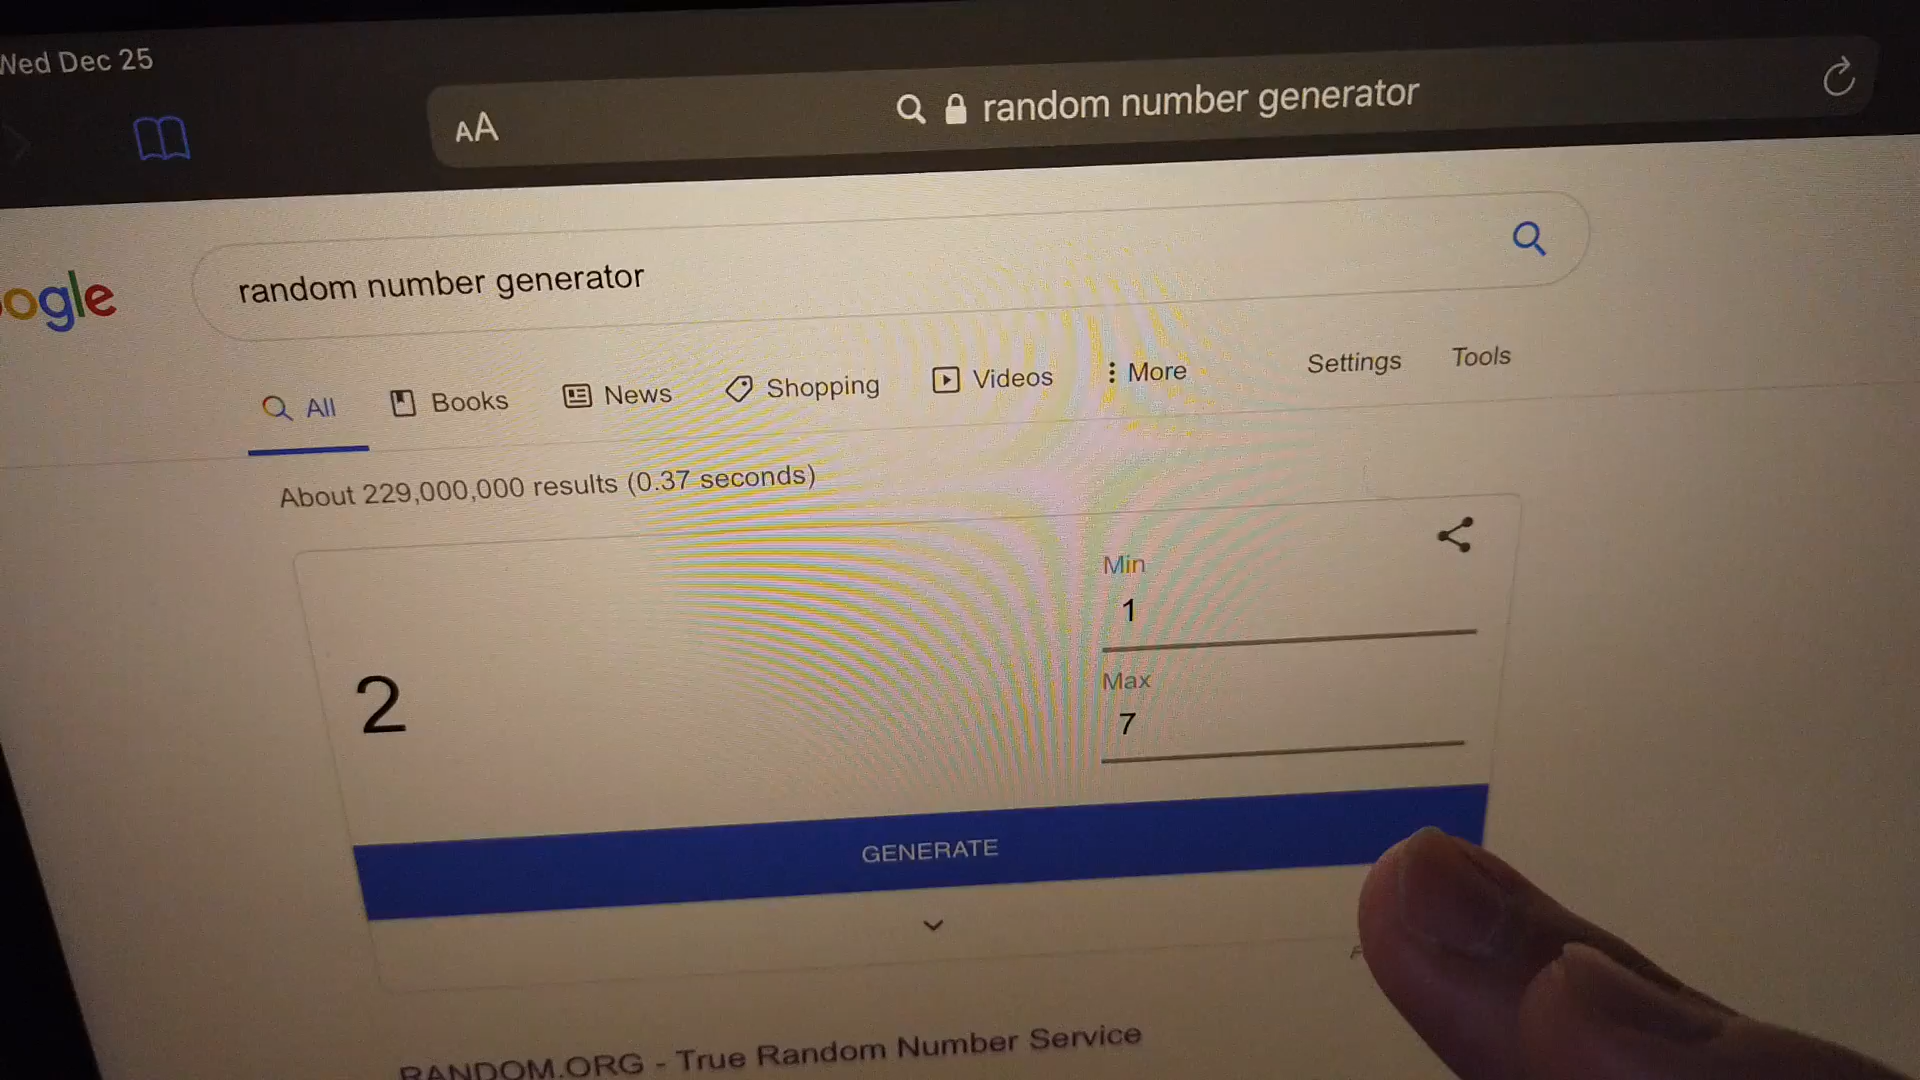 Wed Dec 25
AA random number generator
ogle random number generator
All Books News Shopping Videos More Settings Tools
About 229,000,000 results (0.37 seconds)
Min
1
2
Max
7
GENERATE
RANDOM.ORG - True Random Number Service